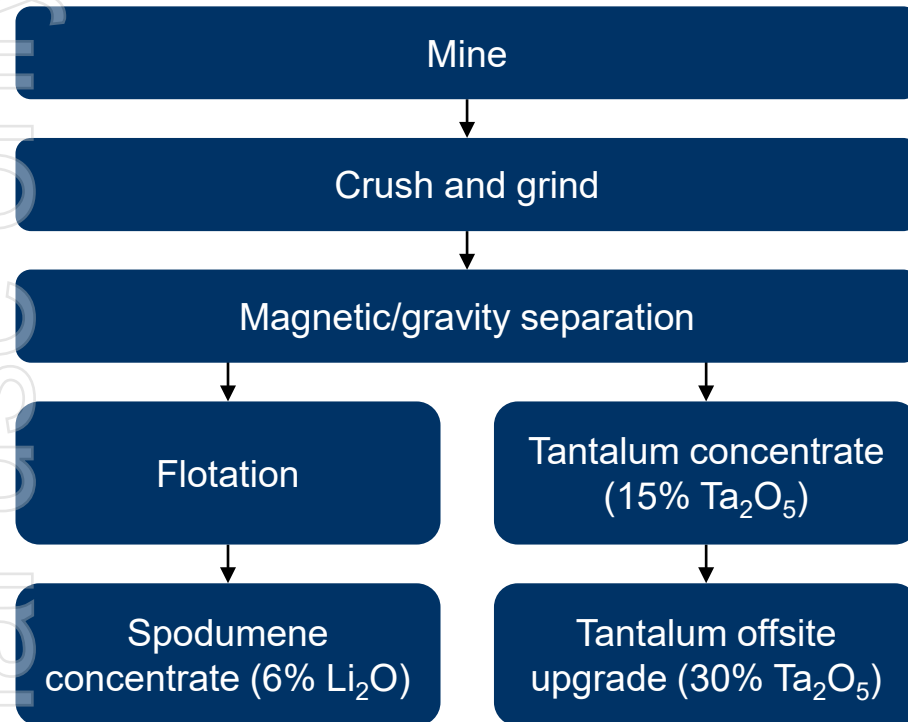 Mine
Crush and grind
Magnetic/gravity separation
Flotation
Tantalum concentrate
(15% Ta₂O₅)
Spodumene
concentrate (6% Li₂O)
Tantalum offsite
upgrade (30% Ta₂O₅)